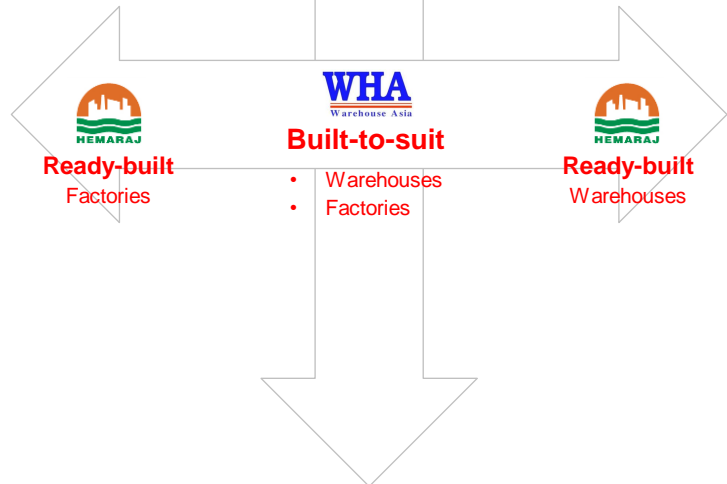 HEMARAJ
Ready-built
Factories
WHA
Warehouse Asia
Built-to-suit
• Warehouses
• Factories
HEMARAJ
Ready-built
Warehouses